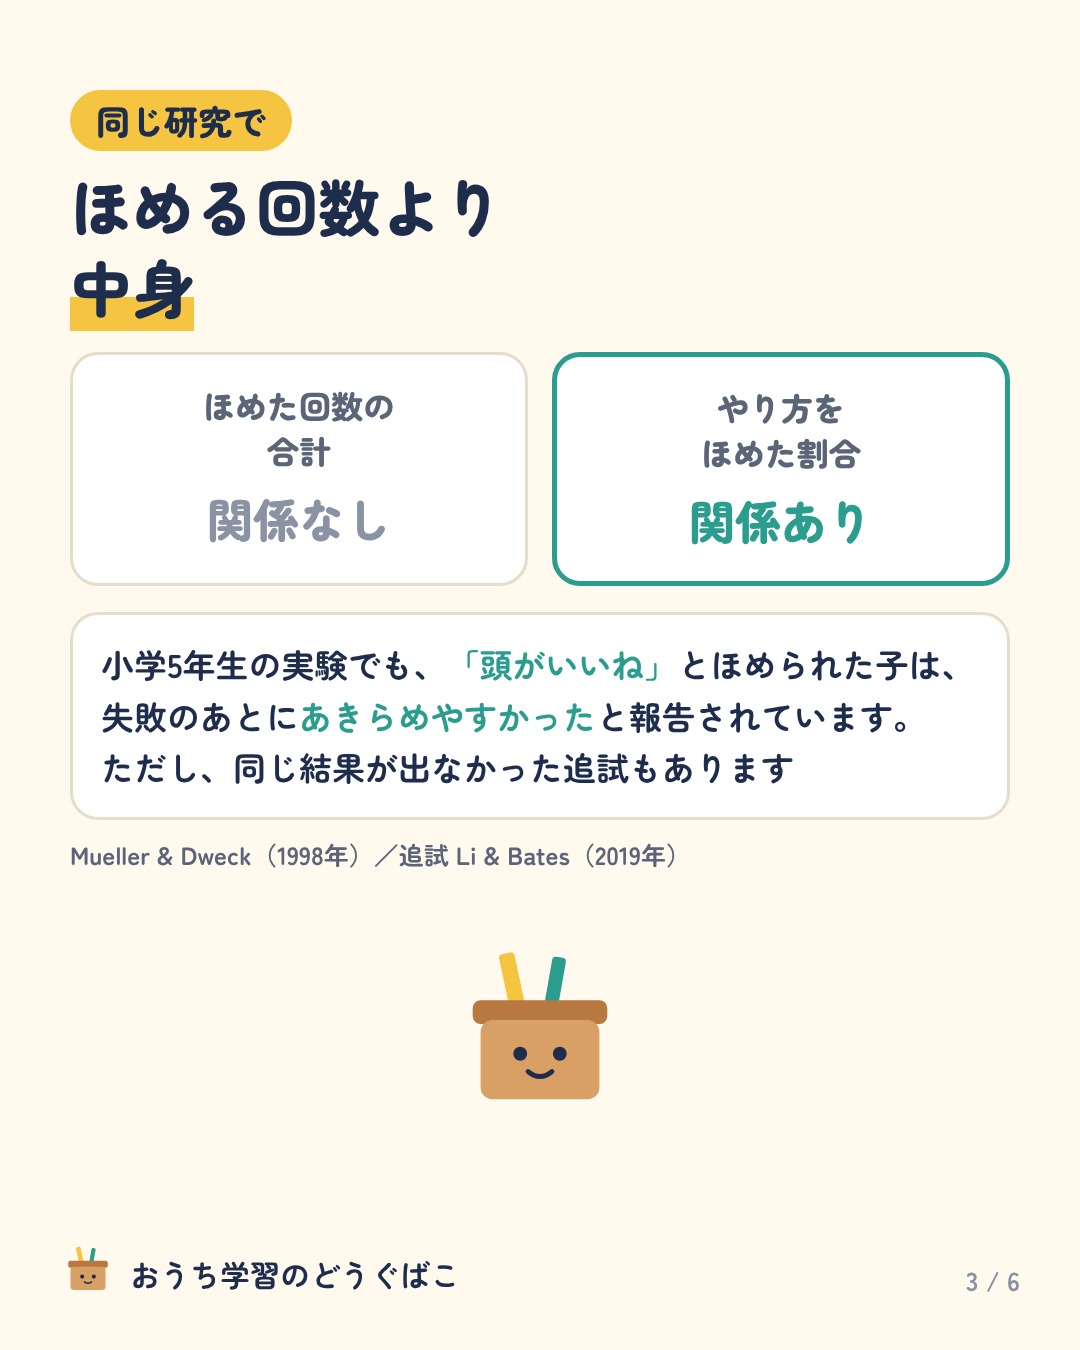 同じ研究で
ほめる回数より
中身
ほめた回数の
合計
関係なし
やり方を
ほめた割合
関係あり
小学5年生の実験でも、「頭がいいね」とほめられた子は、
失敗のあとにあきらめやすかったと報告されています。
ただし、同じ結果が出なかった追試もあります
Mueller & Dweck（1998年）／追試 Li & Bates（2019年）
おうち学習のどうぐばこ
3 / 6